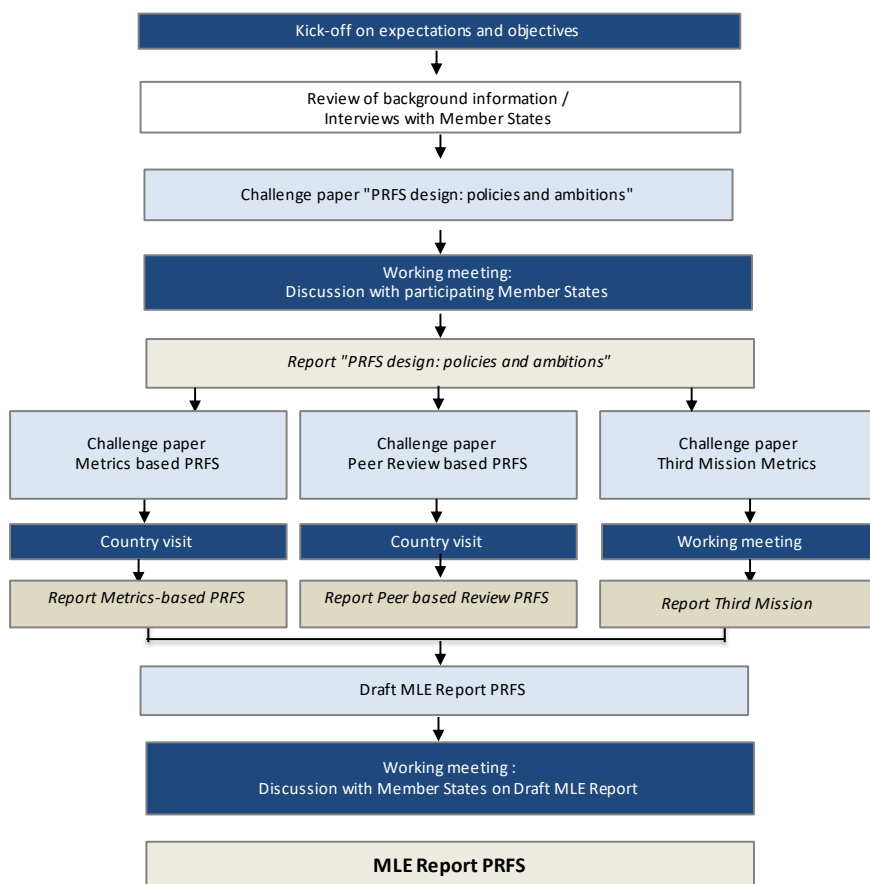 Kick-off on expectations and objectives
Review of background information /
Interviews with Member States
Challenge paper "PRFS design: policies and ambitions"
Working meeting:
Discussion with participating Member States
Report "PRFS design: policies and ambitions"
Challenge paper
Metrics based PRFS
Challenge paper
Peer Review based PRFS
Challenge paper
Third Mission Metrics
Country visit
Country visit
Working meeting
Report Metrics-based PRFS
Report Peer based Review PRFS
Report Third Mission
Draft MLE Report PRFS
Working meeting :
Discussion with Member States on Draft MLE Report
MLE Report PRFS